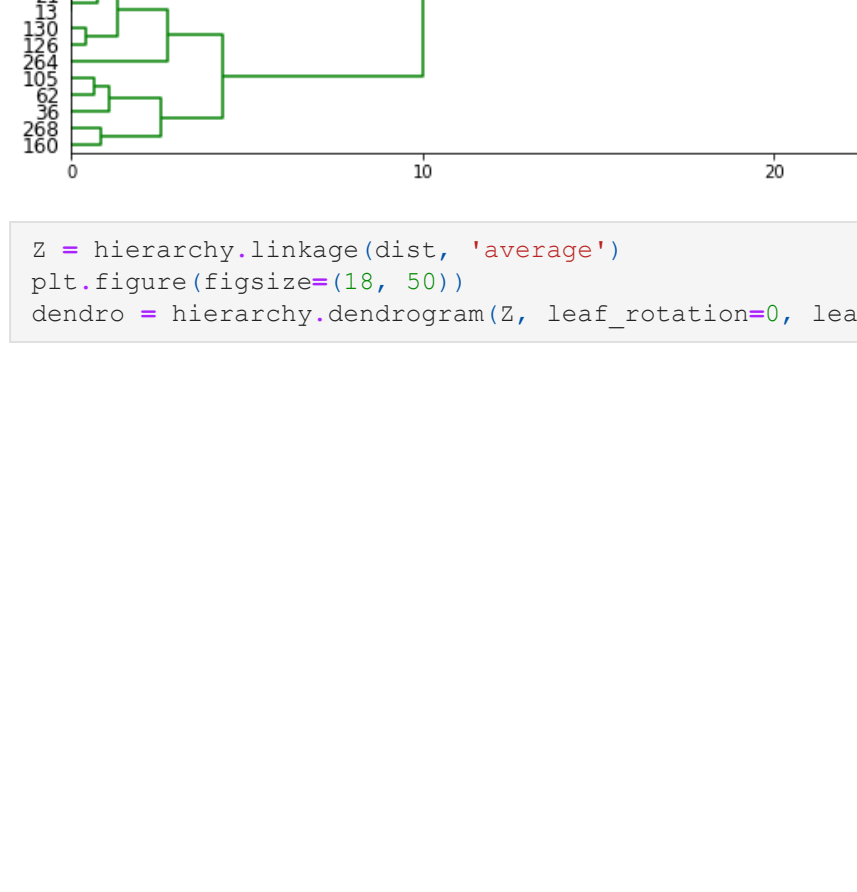 21
13
130
126
264
105
62
36
268
160
0 10 20
Z = hierarchy.linkage(dist, 'average')
plt.figure(figsize=(18, 50))
dendro = hierarchy.dendrogram(Z, leaf_rotation=0, lea